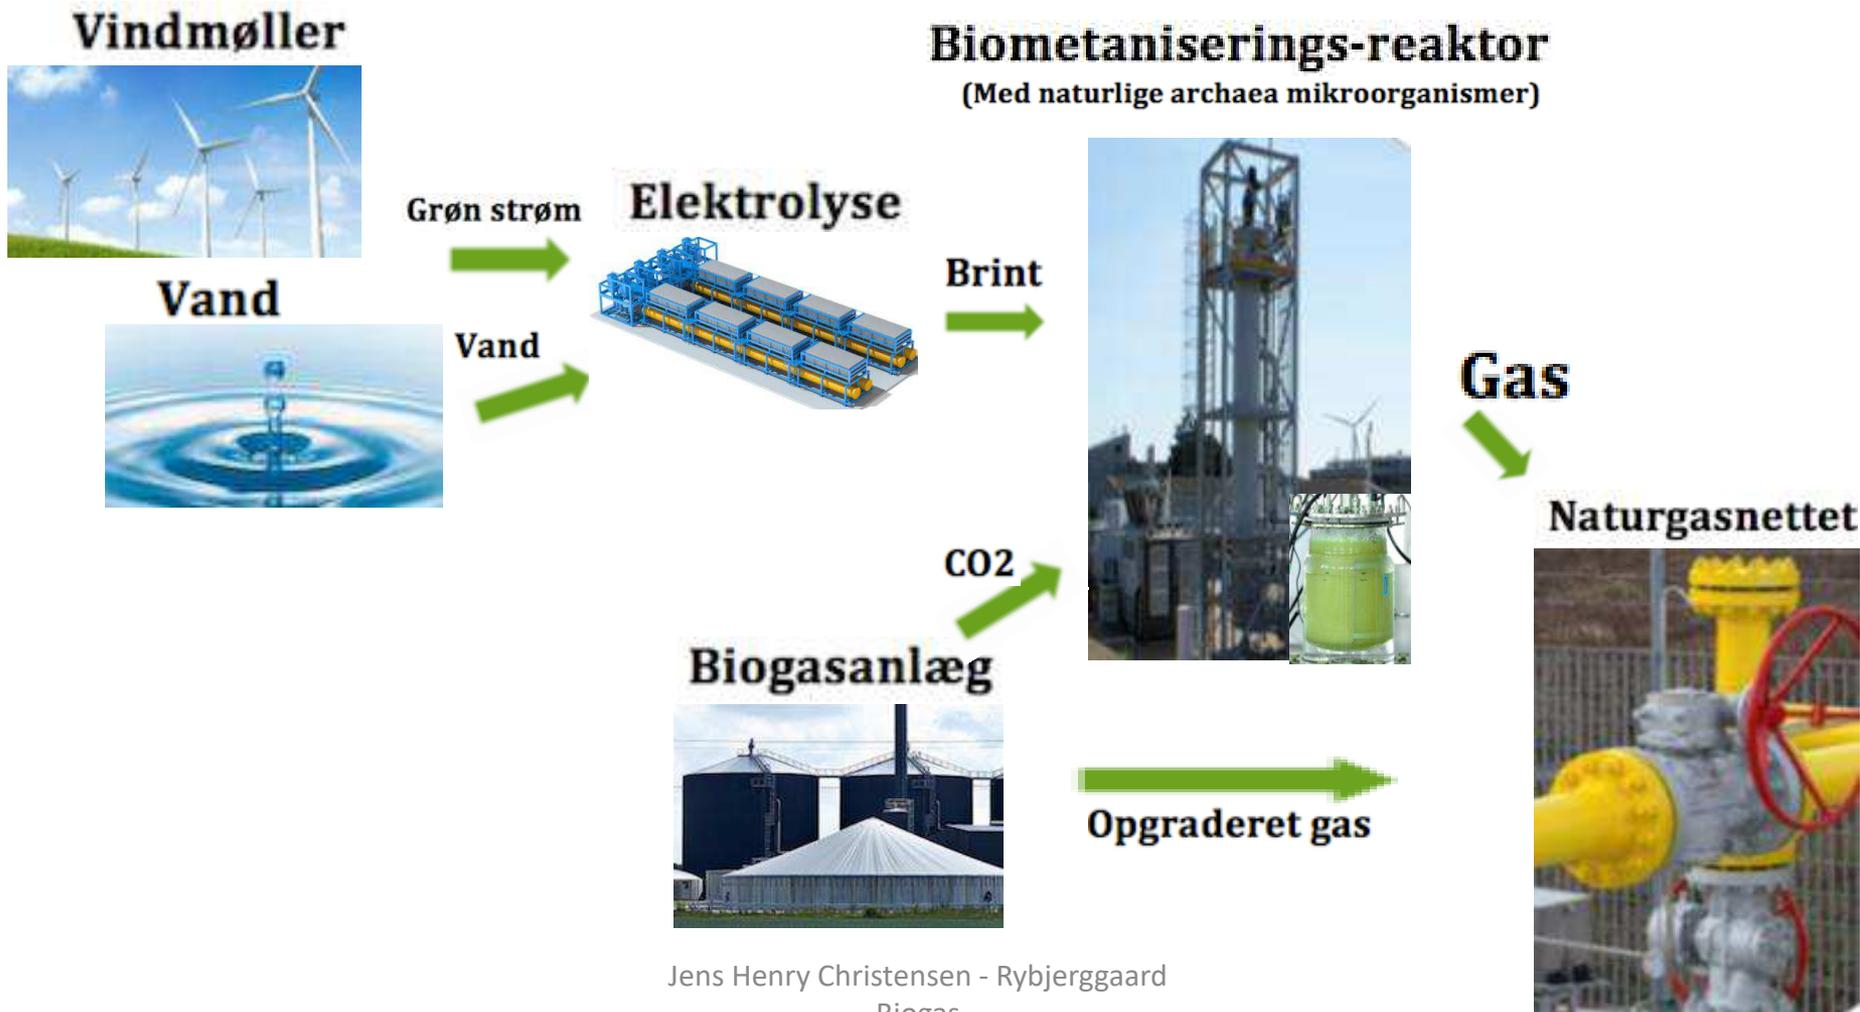 Vindmøller
Biometaniserings-reaktor
(Med naturlige archaea mikroorganismer)
Grøn strøm
Elektrolyse
Brint
Vand
Vand
Gas
Naturgasnettet
CO2
Biogasanlæg
Opgraderet gas
Jens Henry Christensen - Rybjerggaard
Biogas